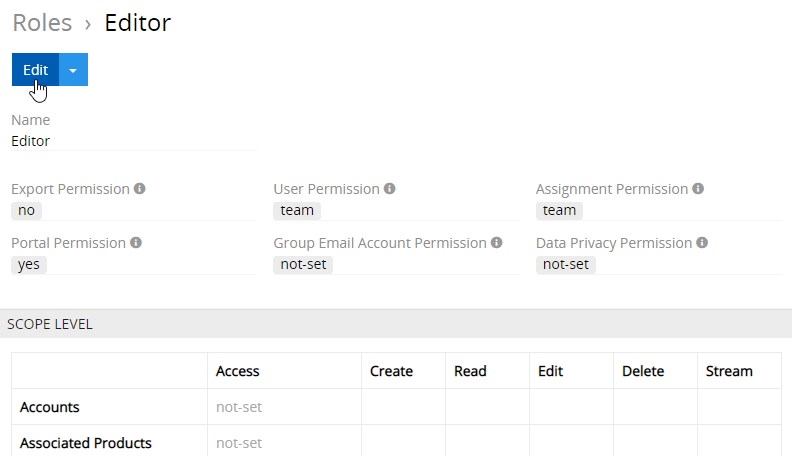 Roles › Editor
Edit
Name
Editor
Export Permission User Permission Assignment Permission
no team team
Portal Permission Group Email Account Permission Data Privacy Permission
yes not-set not-set
SCOPE LEVEL
Access Create Read Edit Delete Stream
Accounts not-set
Associated Products not-set